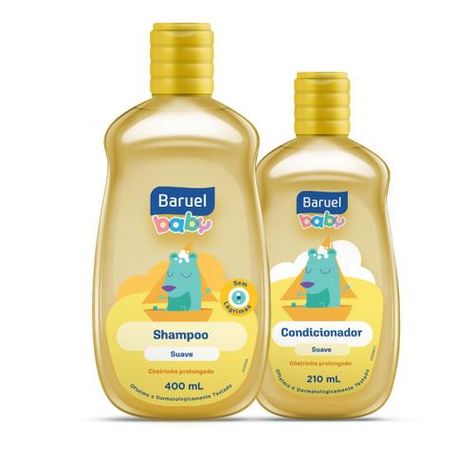 Baruel
baby
Sem
Lágrimas
Shampoo
Suave
Cheirinho prolongado
400 mL
Oftalmo e Dermatologicamente Testado
Baruel
baby
Condicionador
Suave
Cheirinho prolongado
210 mL
Oftalmo e Dermatologicamente Testado